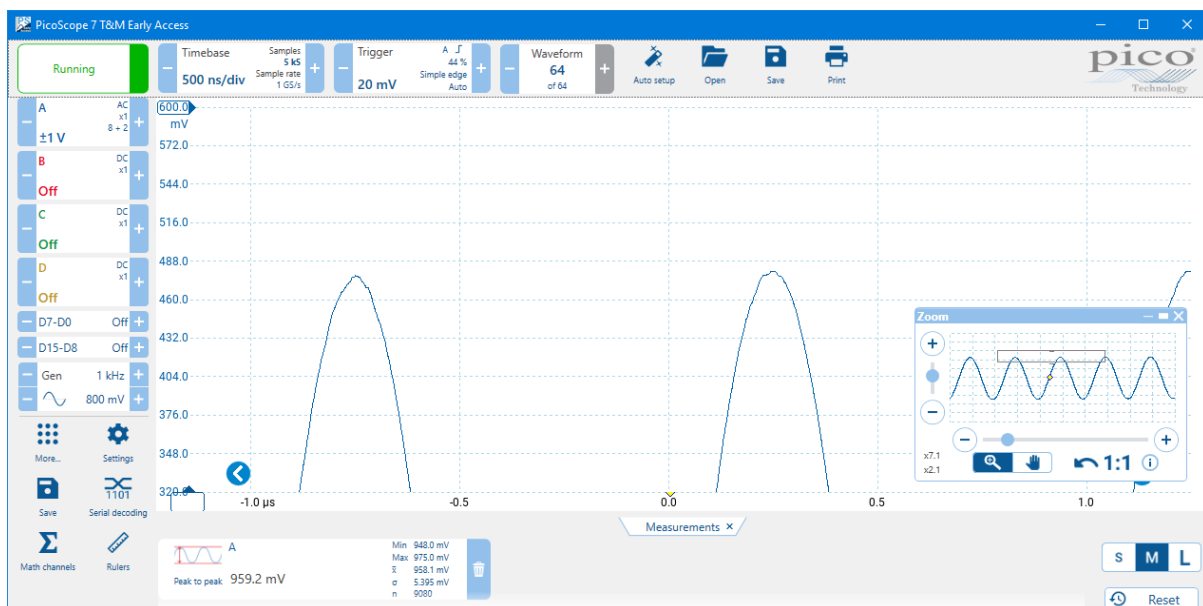 PicoScope 7 T&M Early Access
Running
Timebase
500 ns/div
Samples
5 kS
Sample rate
1 GS/s
Trigger
20 mV
A
44 %
Simple edge
Auto
Waveform
64
of 64
Auto setup
Open
Save
Print
pico
Technology
A
AC
x1
8 + 2
±1 V
B
DC
x1
Off
C
DC
x1
Off
D
DC
x1
Off
D7-D0 Off
D15-D8 Off
Gen 1 kHz
800 mV
More...
Settings
Save
1101
Serial decoding
Math channels
Rulers
600.0
mV
572.0
544.0
516.0
488.0
460.0
432.0
404.0
376.0
348.0
320.0
-1.0 µs
-0.5
0.0
0.5
1.0
Zoom
x7.1
x2.1
1:1
Measurements
A
Peak to peak 959.2 mV
Min 948.0 mV
Max 975.0 mV
x̄ 958.1 mV
σ 5.395 mV
n 9080
S M L
Reset